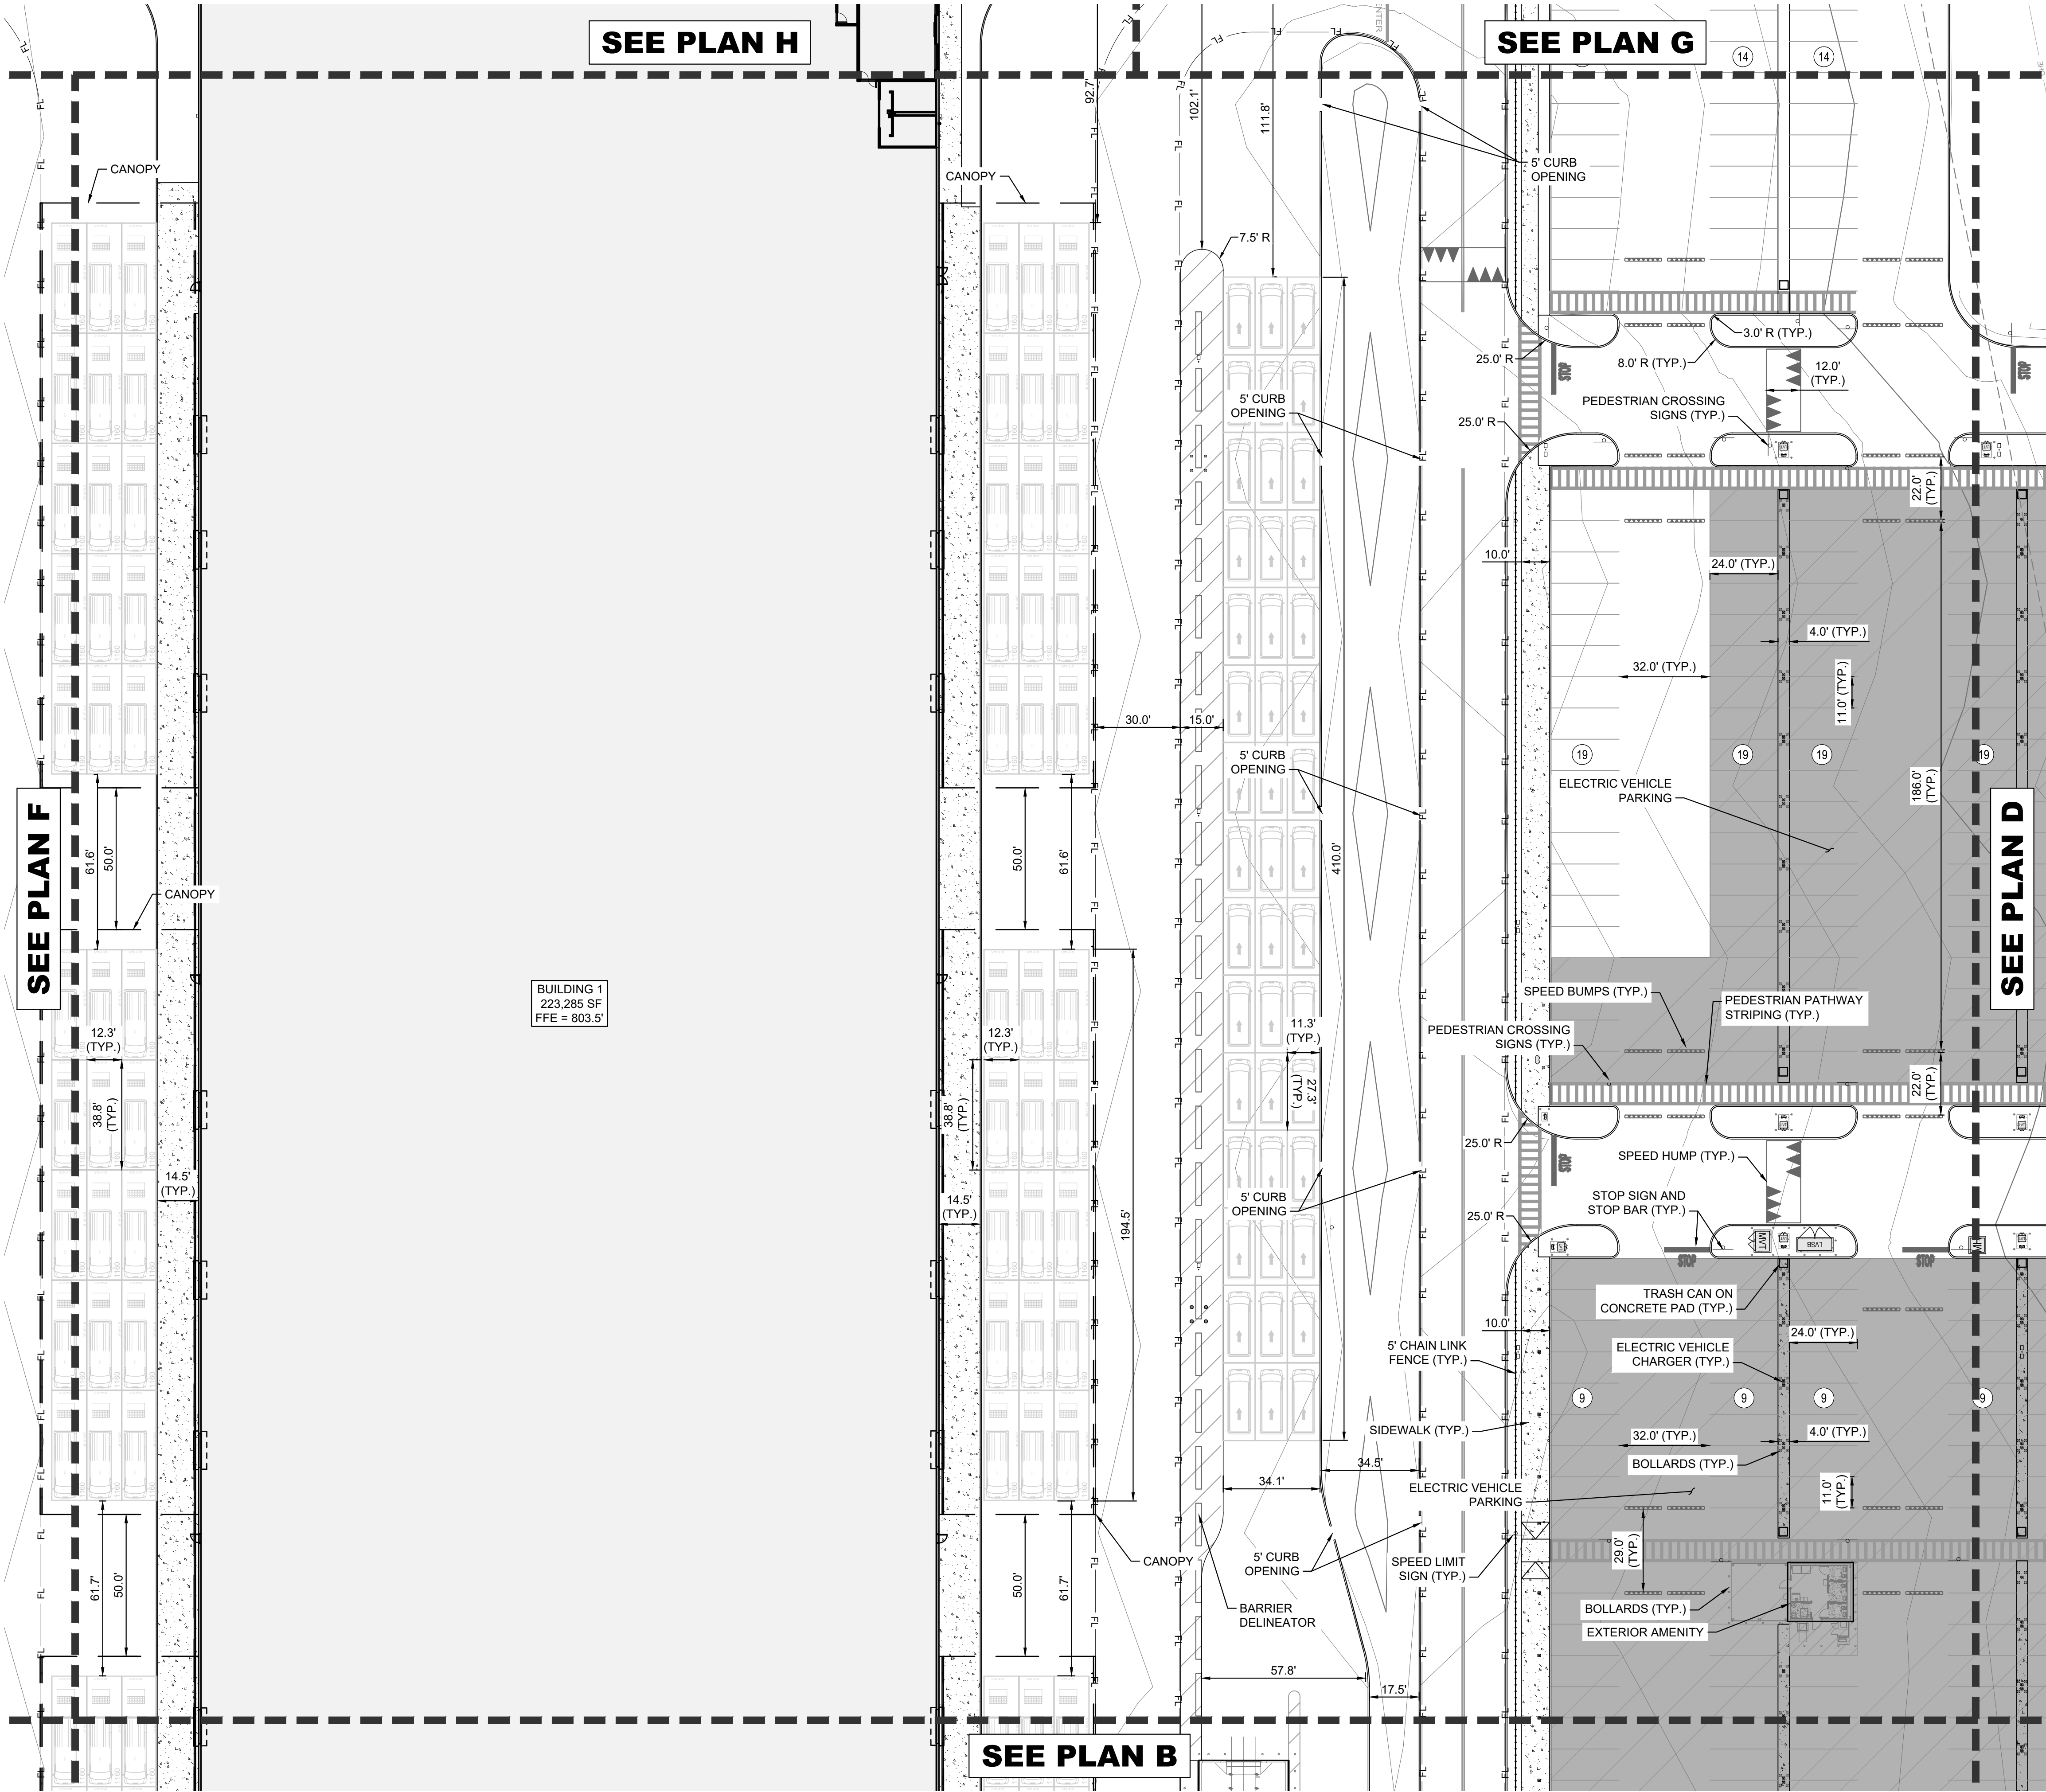 SEE PLAN H
SEE PLAN G
14
14
92.7'
102.1'
111.8'
CANOPY
CANOPY
5' CURB
OPENING
7.5' R
3.0' R (TYP.)
25.0' R
8.0' R (TYP.)
12.0'
(TYP.)
STOP
STOP
5' CURB
OPENING
PEDESTRIAN CROSSING
SIGNS (TYP.)
25.0' R
22.0'
(TYP.)
10.0'
24.0' (TYP.)
4.0' (TYP.)
32.0' (TYP.)
11.0' (TYP.)
30.0'
15.0'
5' CURB
OPENING
19
19
19
19
ELECTRIC VEHICLE
PARKING
186.0'
(TYP.)
SEE PLAN F
SEE PLAN D
61.6'
50.0'
50.0'
61.6'
410.0'
CANOPY
BUILDING 1
223,285 SF
FFE = 803.5'
SPEED BUMPS (TYP.)
PEDESTRIAN PATHWAY
STRIPING (TYP.)
12.3'
(TYP.)
12.3'
(TYP.)
11.3'
(TYP.)
PEDESTRIAN CROSSING
SIGNS (TYP.)
38.8'
(TYP.)
38.8'
(TYP.)
27.3'
(TYP.)
22.0'
(TYP.)
25.0' R
STOP
SPEED HUMP (TYP.)
14.5'
(TYP.)
14.5'
(TYP.)
194.5'
5' CURB
OPENING
STOP SIGN AND
STOP BAR (TYP.)
25.0' R
MVT
LVSB
MH
STOP
STOP
TRASH CAN ON
CONCRETE PAD (TYP.)
10.0'
24.0' (TYP.)
5' CHAIN LINK
FENCE (TYP.)
ELECTRIC VEHICLE
CHARGER (TYP.)
9
9
9
9
SIDEWALK (TYP.)
32.0' (TYP.)
4.0' (TYP.)
BOLLARDS (TYP.)
34.5'
34.1'
ELECTRIC VEHICLE
PARKING
11.0'
(TYP.)
29.0'
(TYP.)
CANOPY
5' CURB
OPENING
SPEED LIMIT
SIGN (TYP.)
61.7'
50.0'
50.0'
61.7'
BARRIER
DELINEATOR
BOLLARDS (TYP.)
EXTERIOR AMENITY
57.8'
17.5'
SEE PLAN B